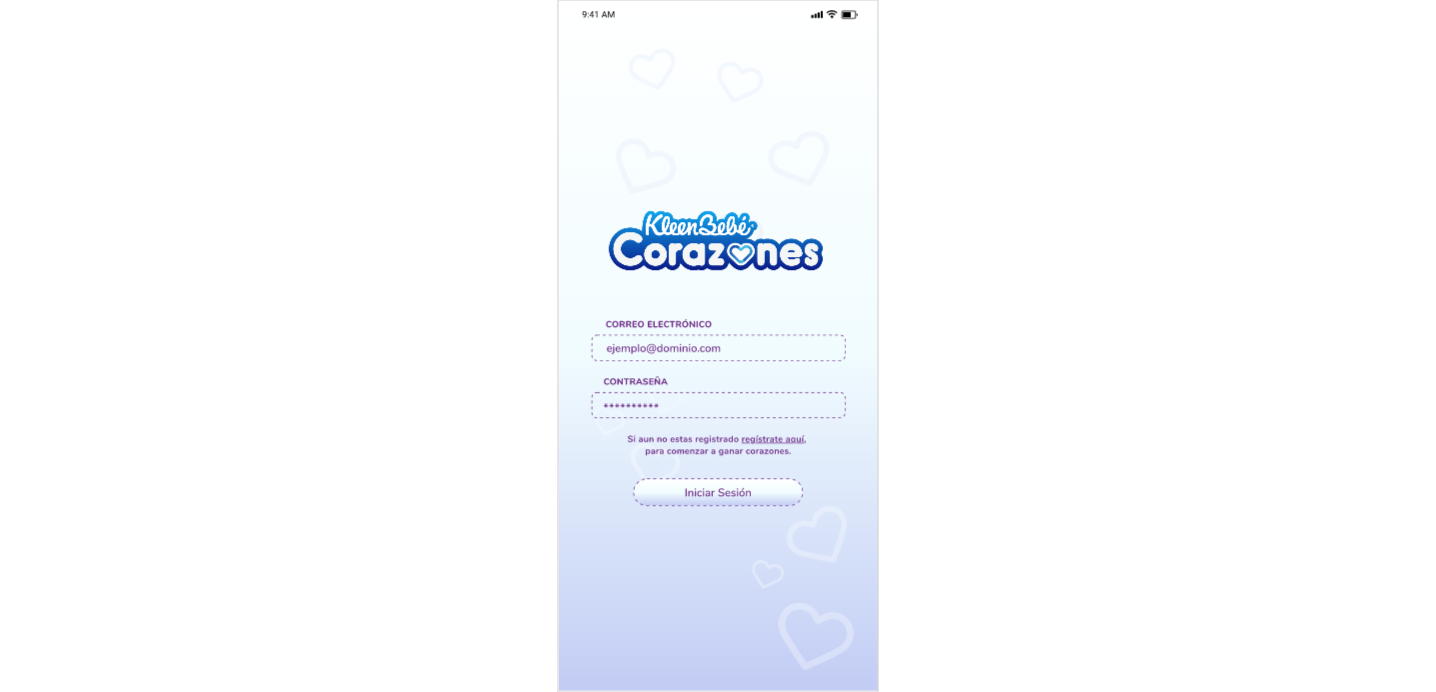 9:41 AM
KleenBebé
Corazones
CORREO ELECTRÓNICO
ejemplo@dominio.com
CONTRASEÑA
**********
Si aun no estas registrado regístrate aquí,
para comenzar a ganar corazones.
Iniciar Sesión